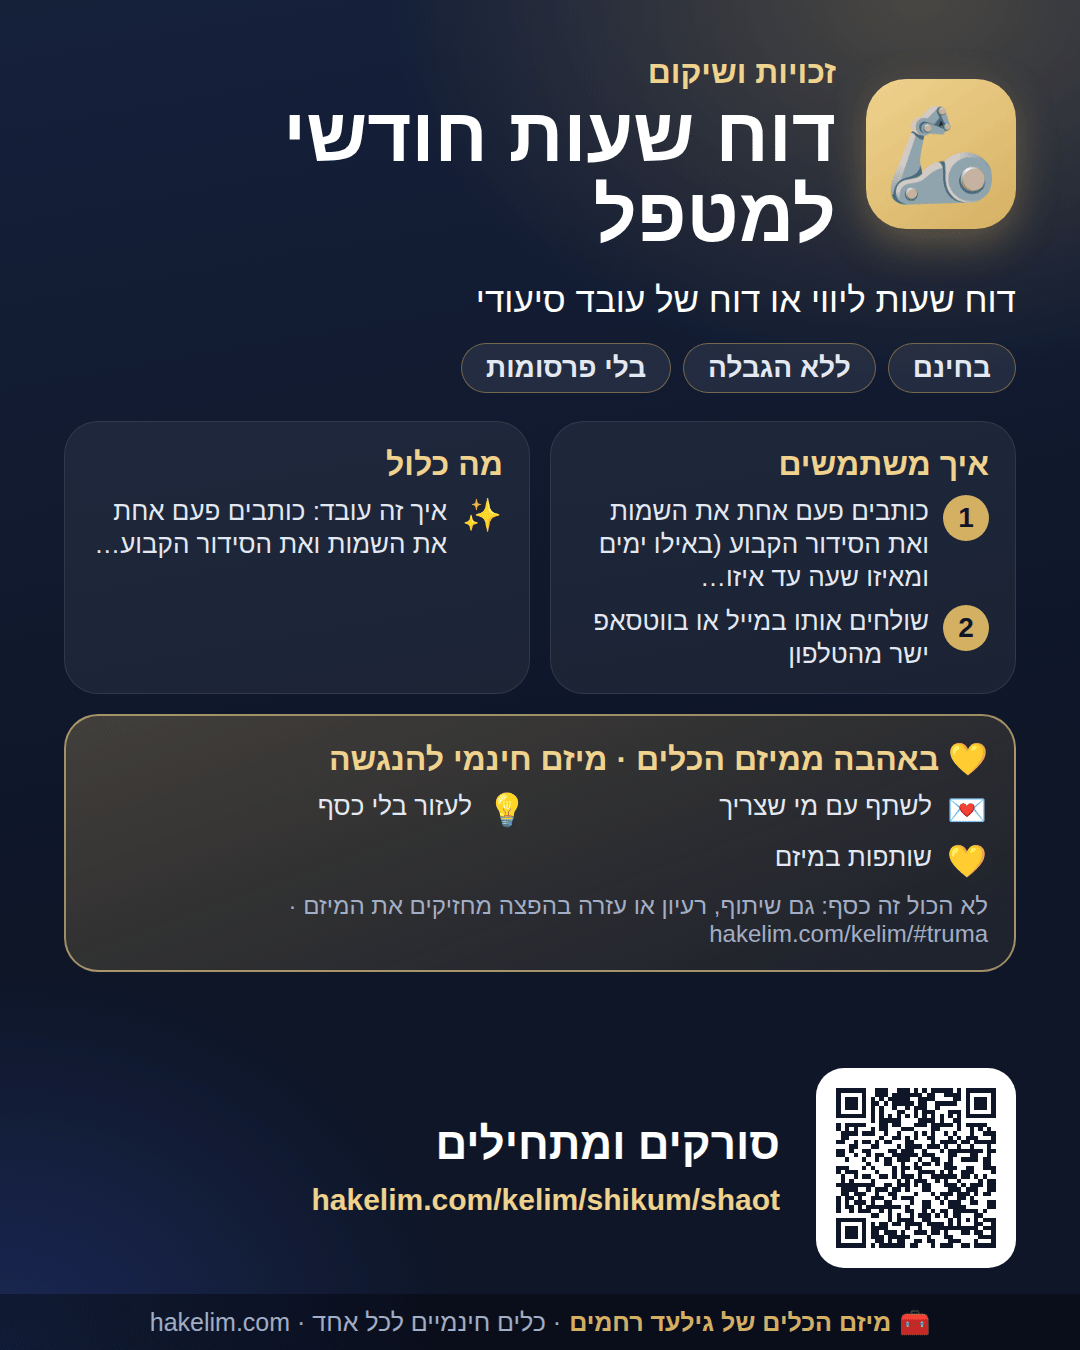 זכויות ושיקום
דוח שעות חודשי
למטפל
דוח שעות ליווי או דוח של עובד סיעודי
בחינם
ללא הגבלה
בלי פרסומות
איך משתמשים
1
כותבים פעם אחת את השמות
ואת הסידור הקבוע (באילו ימים
ומאיזו שעה עד איזו...
2
שולחים אותו במייל או בווטסאפ
ישר מהטלפון
מה כלול
איך זה עובד: כותבים פעם אחת
את השמות ואת הסידור הקבוע...
באהבה ממיזם הכלים · מיזם חינמי להנגשה
לשתף עם מי שצריך
לעזור בלי כסף
שותפות במיזם
לא הכול זה כסף: גם שיתוף, רעיון או עזרה בהפצה מחזיקים את המיזם ·
hakelim.com/kelim/#truma
סורקים ומתחילים
hakelim.com/kelim/shikum/shaot
מיזם הכלים של גילעד רחמים · כלים חינמיים לכל אחד · hakelim.com